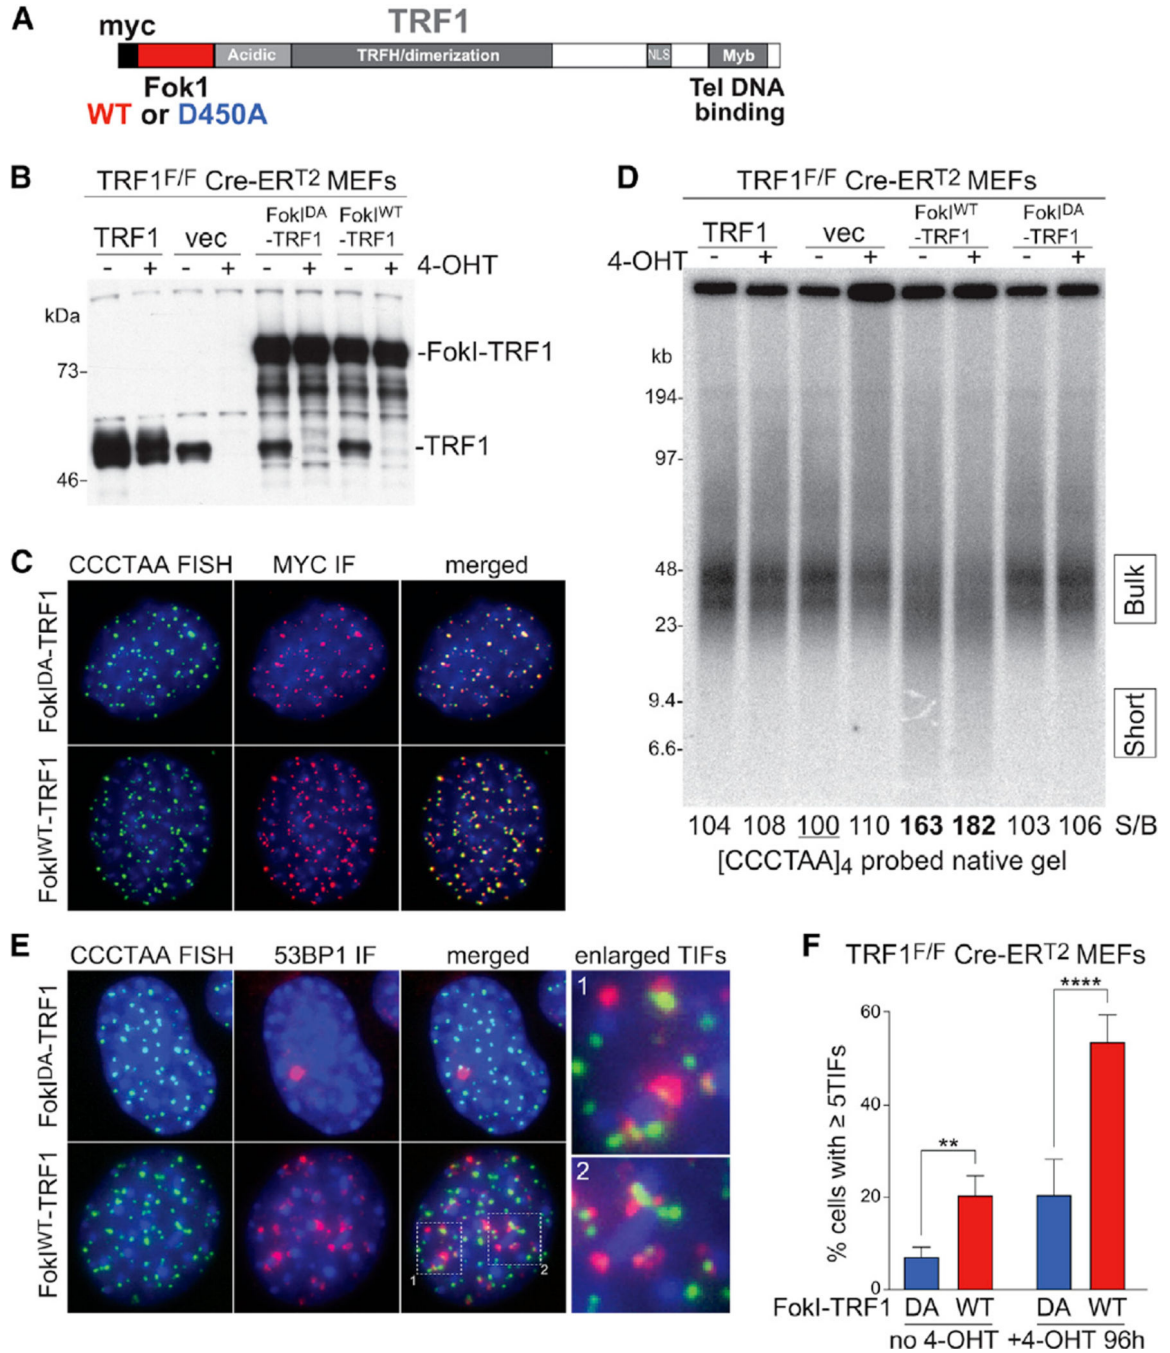 A
myc
TRF1
Acidic
TRFH/dimerization
NLS
Myb
Fok1
WT or D450A
Tel DNA
binding
B
TRF1F/F Cre-ERT2 MEFs
TRF1 vec FokIDA -TRF1 FokIWT -TRF1
- + - + - + - + 4-OHT
kDa
73-
46-
-FokI-TRF1
-TRF1
C
CCCTAA FISH MYC IF merged
FokIDA-TRF1
FokIWT-TRF1
D
TRF1F/F Cre-ERT2 MEFs
TRF1 vec FokIWT -TRF1 FokIDA -TRF1
4-OHT - + - + - + - +
kb
194-
97-
48-
23-
9.4-
6.6-
Bulk
Short
104 108 100 110 163 182 103 106 S/B
[CCCTAA]4 probed native gel
E
CCCTAA FISH 53BP1 IF merged enlarged TIFs
FokIDA-TRF1
FokIWT-TRF1
1
2
1
2
F
TRF1F/F Cre-ERT2 MEFs
% cells with ≥ 5TIFs
60
40
20
0
**
****
FokI-TRF1 DA WT DA WT
no 4-OHT +4-OHT 96h